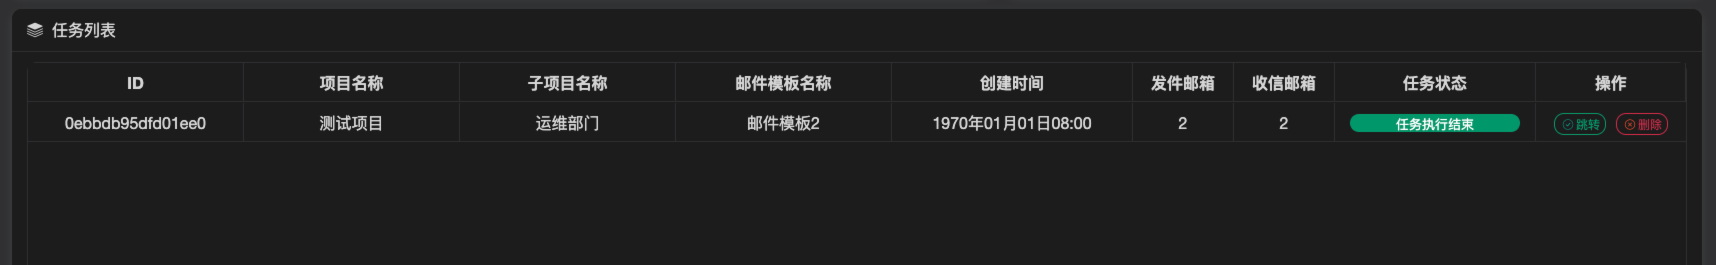 任务列表
ID 项目名称 子项目名称 邮件模板名称 创建时间 发件邮箱 收信邮箱 任务状态 操作
0ebbdb95dfd01ee0 测试项目 运维部门 邮件模板2 1970年01月01日08:00 2 2 任务执行结束 跳转 删除